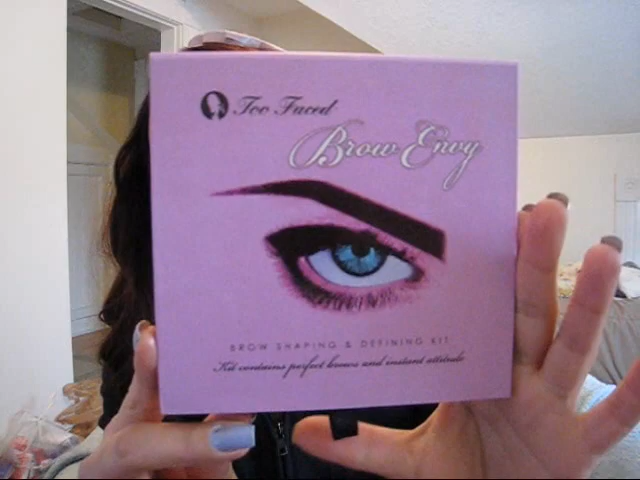 Too Faced
Brow Envy
BROW SHAPING & DEFINING KIT
Kit contains perfect brows and instant attitude